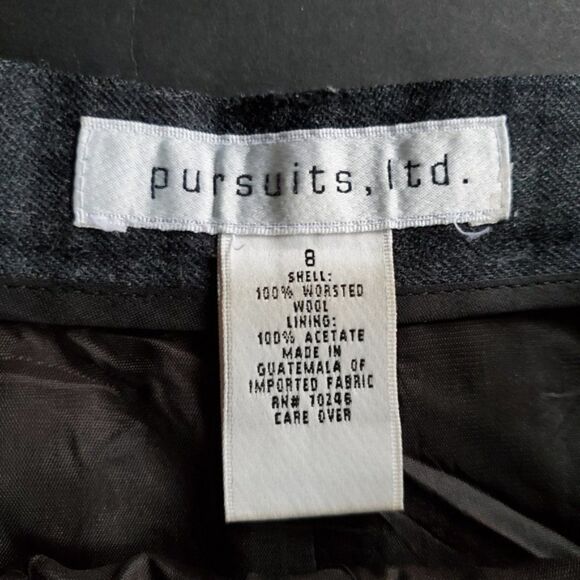 pursuits, ltd.
8
SHELL:
100% WORSTED
WOOL
LINING:
100% ACETATE
MADE IN
GUATEMALA OF
IMPORTED FABRIC
RN# 70246
CARE OVER